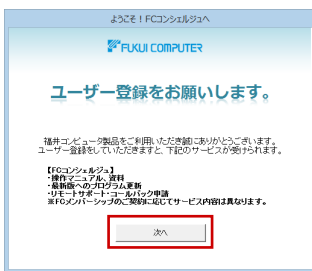 ようこそ！FCコンシェルジュへ
FUKUI COMPUTER
ユーザー登録をお願いします。
福井コンピュータ製品をご利用いただき誠にありがとうございます。
ユーザー登録をしていただきますと、下記のサービスが受けられます。
【FCコンシェルジュ】
・操作マニュアル、資料
・最新版へのプログラム更新
・リモートサポート・コールバック申請
※FCメンバーシップのご契約に応じてサービス内容は異なります。
次へ